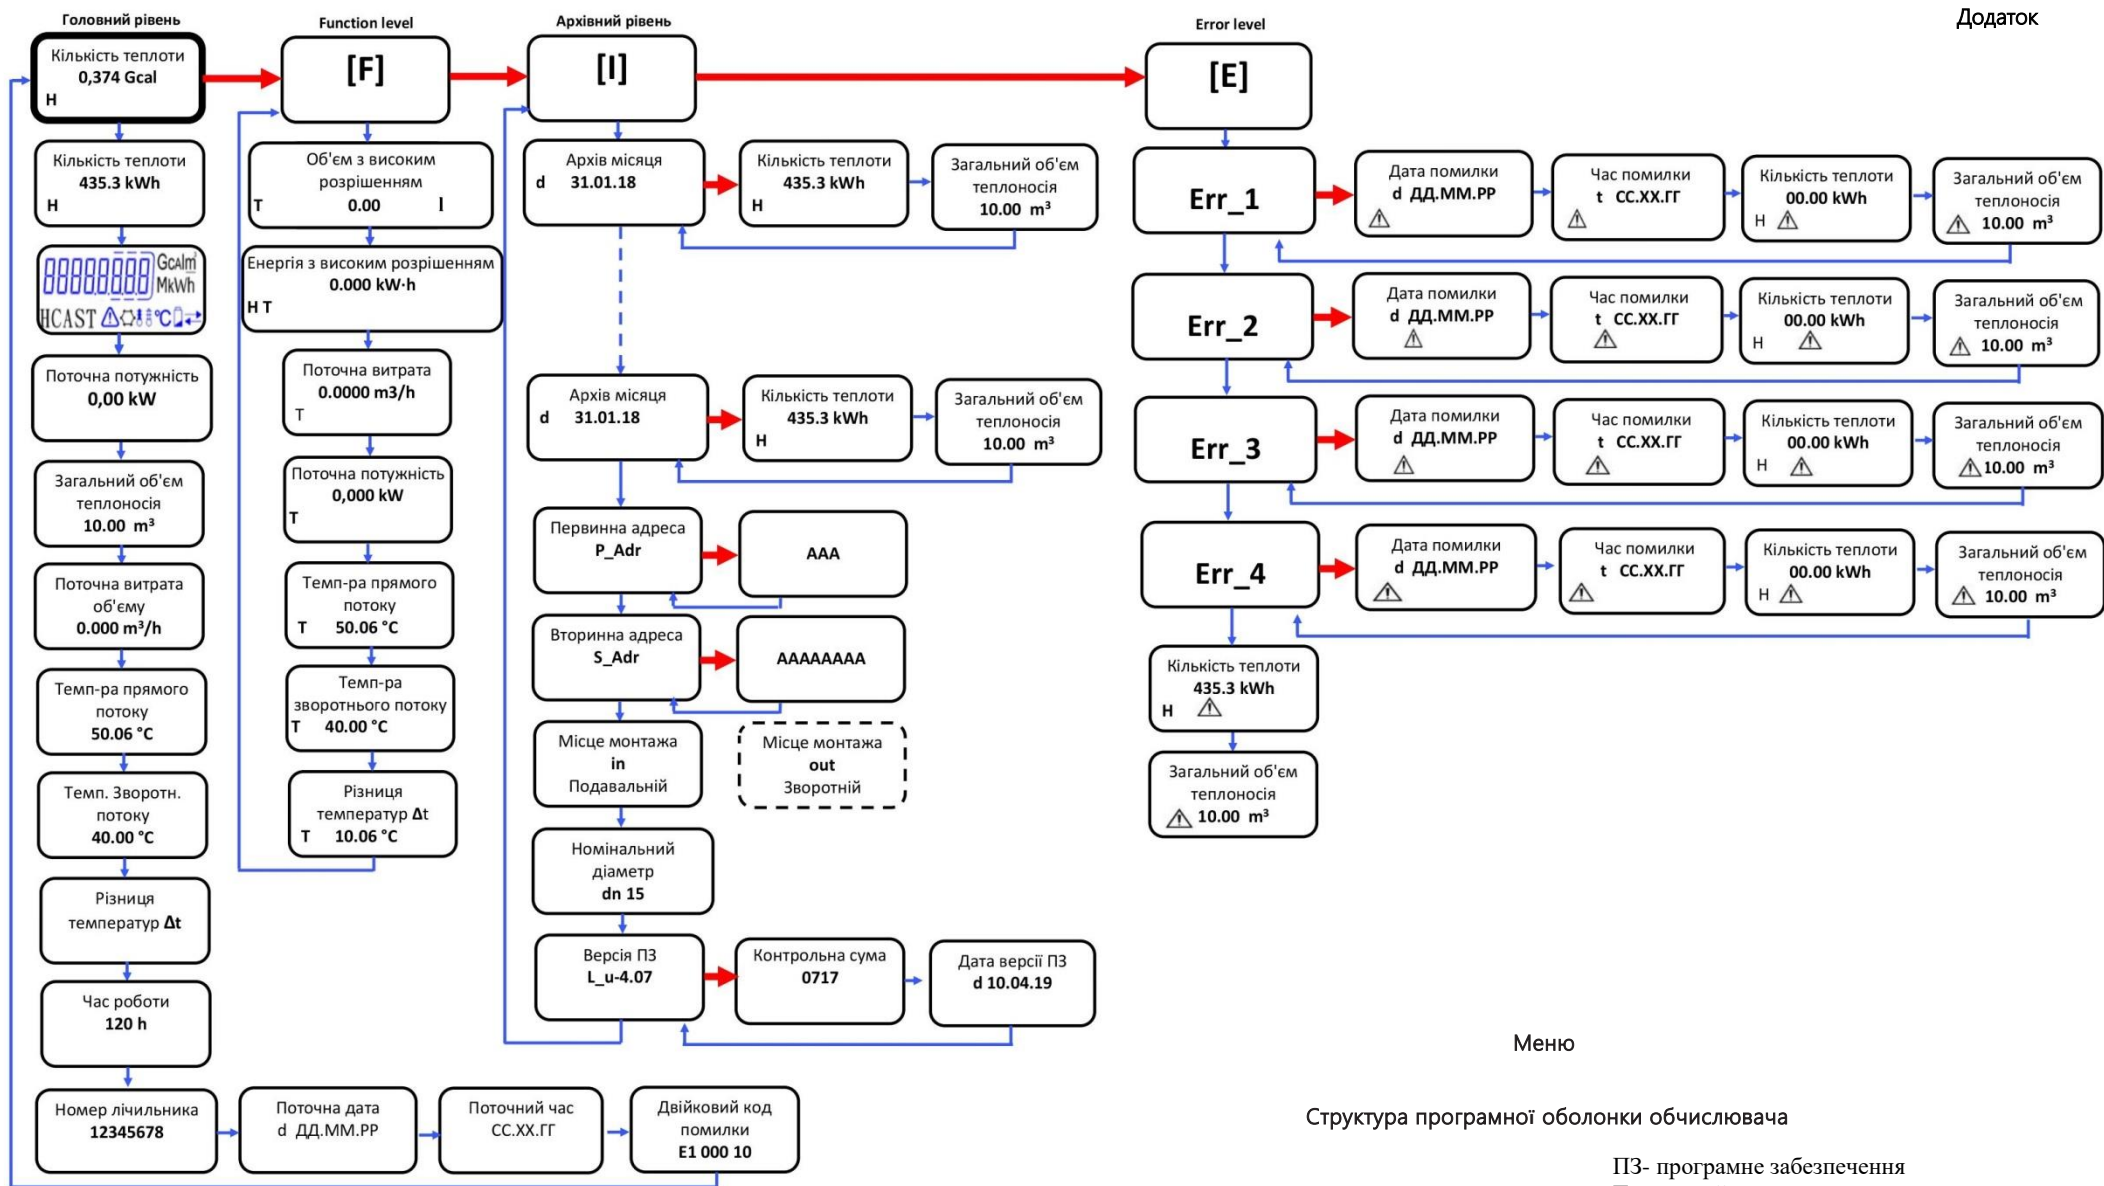 Додаток
Головний рівень
Кількість теплоти
0,374 Gcal
H
Кількість теплоти
435.3 kWh
H
88888888 Gcalm³
MkWh
HCAST °C
Поточна потужність
0,00 kW
Загальний об'єм
теплоносія
10.00 m³
Поточна витрата
об'єму
0.000 m³/h
Темп-ра прямого
потоку
50.06 °C
Темп. Зворотн.
потоку
40.00 °C
Різниця
температур Δt
Час роботи
120 h
Номер лічильника
12345678
Поточна дата
d ДД.ММ.РР
Поточний час
СС.ХХ.ГГ
Двійковий код
помилки
E1 000 10
Function level
[F]
Об'єм з високим
розрішенням
T 0.00 l
Енергія з високим розрішенням
0.000 kW·h
H T
Поточна витрата
0.0000 m3/h
T
Поточна потужність
0,000 kW
T
Темп-ра прямого
потоку
T 50.06 °C
Темп-ра
зворотнього потоку
T 40.00 °C
Різниця
температур Δt
T 10.06 °C
Архівний рівень
[I]
Архів місяця
d 31.01.18
Кількість теплоти
435.3 kWh
H
Загальний об'єм
теплоносія
10.00 m³
Архів місяця
d 31.01.18
Кількість теплоти
435.3 kWh
H
Загальний об'єм
теплоносія
10.00 m³
Первинна адреса
P_Adr
AAA
Вторинна адреса
S_Adr
AAAAAAAA
Місце монтажа
in
Подавальній
Місце монтажа
out
Зворотній
Номінальний
діаметр
dn 15
Версія ПЗ
L_u-4.07
Контрольна сума
0717
Дата версії ПЗ
d 10.04.19
Error level
[E]
Err_1
Дата помилки
d ДД.ММ.РР
Час помилки
t СС.ХХ.ГГ
Кількість теплоти
00.00 kWh
H
Загальний об'єм
теплоносія
10.00 m³
Err_2
Дата помилки
d ДД.ММ.РР
Час помилки
t СС.ХХ.ГГ
Кількість теплоти
00.00 kWh
H
Загальний об'єм
теплоносія
10.00 m³
Err_3
Дата помилки
d ДД.ММ.РР
Час помилки
t СС.ХХ.ГГ
Кількість теплоти
00.00 kWh
H
Загальний об'єм
теплоносія
10.00 m³
Err_4
Дата помилки
d ДД.ММ.РР
Час помилки
t СС.ХХ.ГГ
Кількість теплоти
00.00 kWh
H
Загальний об'єм
теплоносія
10.00 m³
Кількість теплоти
435.3 kWh
H
Загальний об'єм
теплоносія
10.00 m³
Меню
Структура програмної оболонки обчислювача
ПЗ- програмне забезпечення